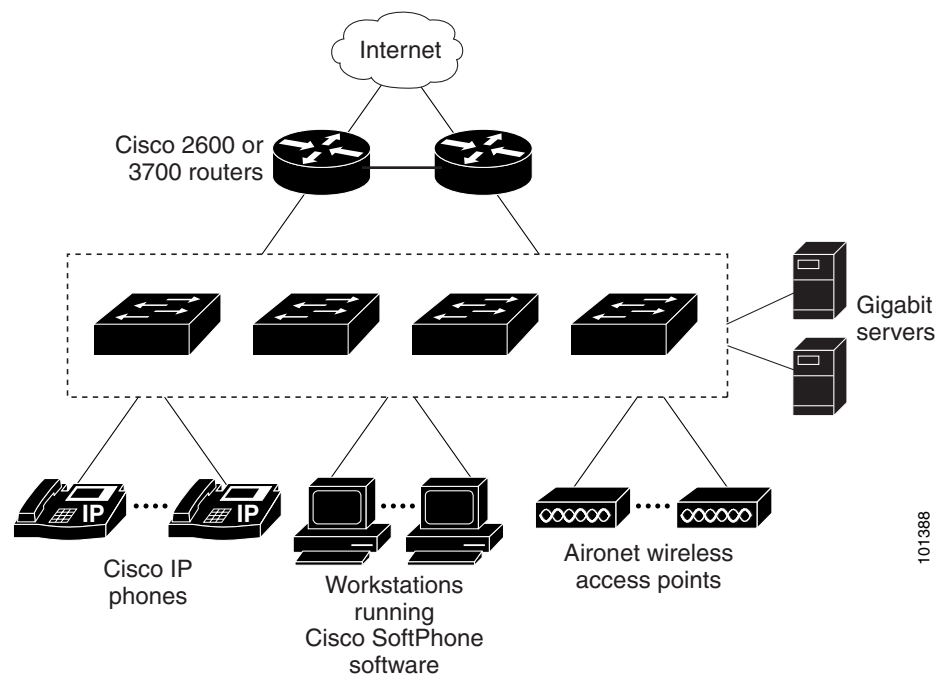 Internet
Cisco 2600 or
3700 routers
Gigabit
servers
IP
IP
Cisco IP
phones
Workstations
running
Cisco SoftPhone
software
Aironet wireless
access points
101388